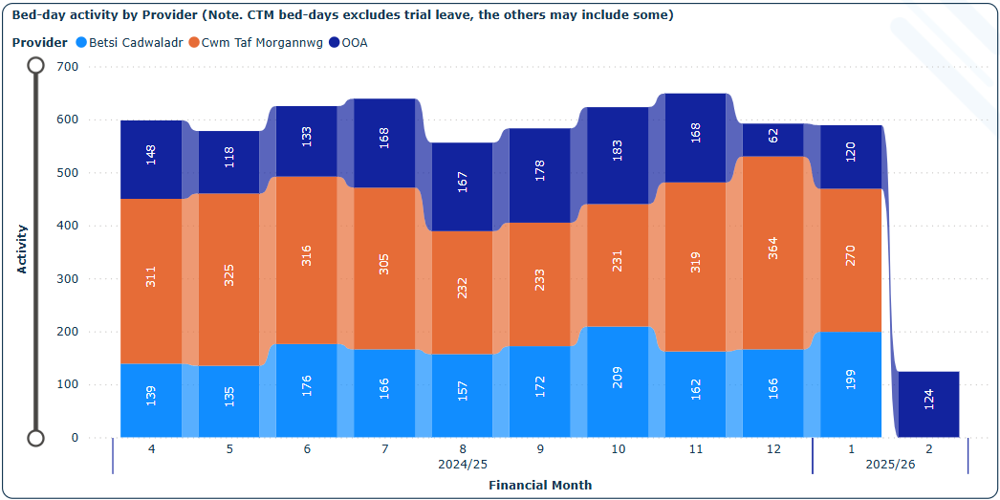 Bed-day activity by Provider (Note. CTM bed-days excludes trial leave, the others may include some)
Provider Betsi Cadwaladr Cwm Taf Morgannwg OOA
700
600
500
400
300
200
100
0
Activity
148 118 133 168 167 178 183 168 62 120
311 325 316 305 232 233 231 319 364 270
139 135 176 166 157 172 209 162 166 199 124
4 5 6 7 8 9 10 11 12 1 2
2024/25 2025/26
Financial Month